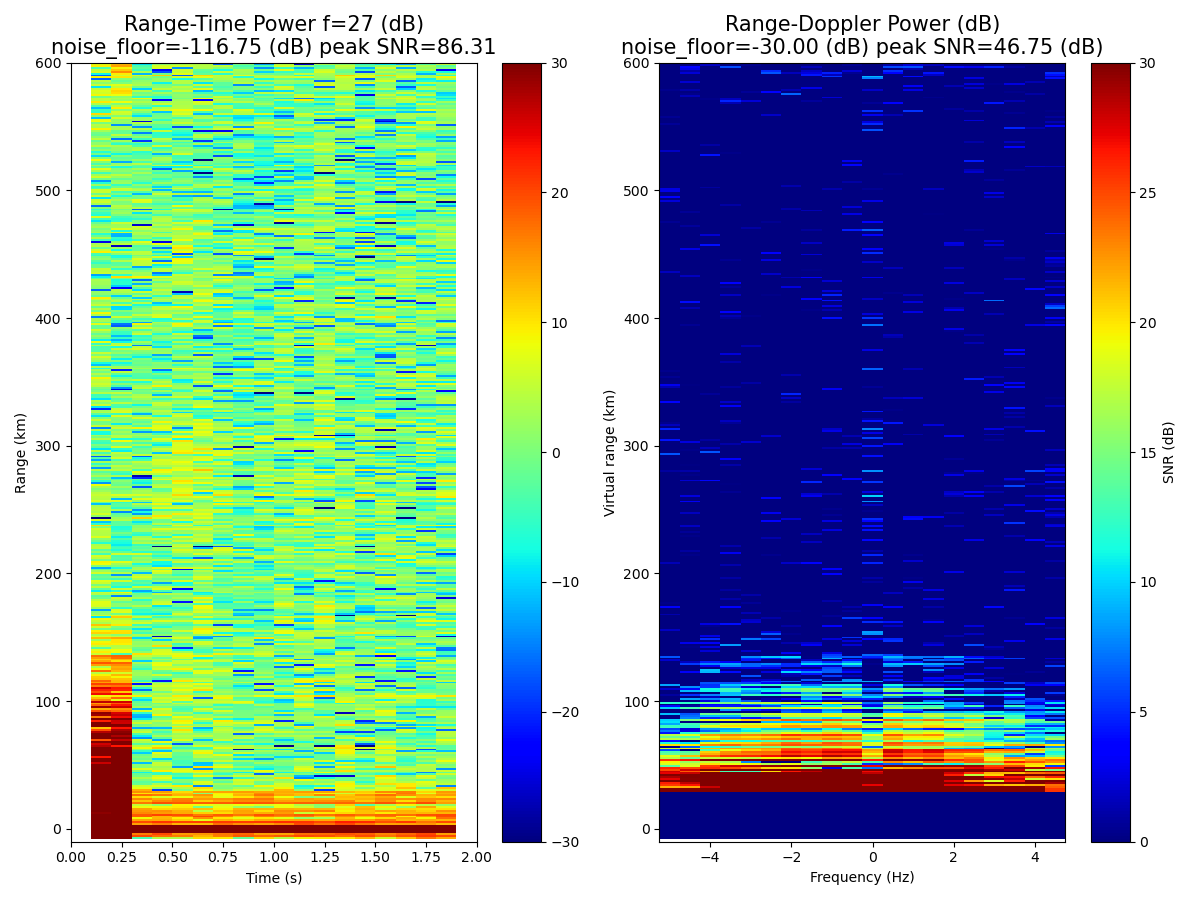 Range-Time Power f=27 (dB)
noise_floor=-116.75 (dB) peak SNR=86.31
Range (km)
600
500
400
300
200
100
0
0.00 0.25 0.50 0.75 1.00 1.25 1.50 1.75 2.00
Time (s)
30
20
10
0
−10
−20
−30
Range-Doppler Power (dB)
noise_floor=-30.00 (dB) peak SNR=46.75 (dB)
Virtual range (km)
600
500
400
300
200
100
0
−4 −2 0 2 4
Frequency (Hz)
30
25
20
15
10
5
0
SNR (dB)